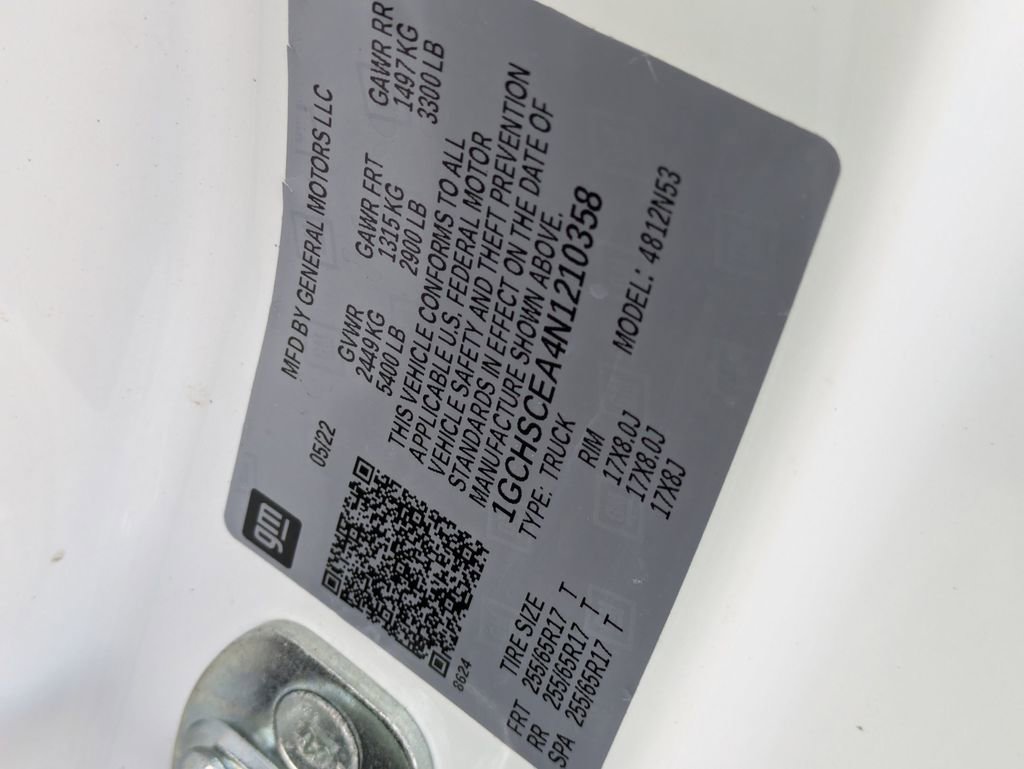 gm
05/22
MFD BY GENERAL MOTORS LLC
GVWR
2449 KG
5400 LB
GAWR FRT
1315 KG
2900 LB
GAWR RR
1497 KG
3300 LB
THIS VEHICLE CONFORMS TO ALL
APPLICABLE U.S. FEDERAL MOTOR
VEHICLE SAFETY AND THEFT PREVENTION
STANDARDS IN EFFECT ON THE DATE OF
MANUFACTURE SHOWN ABOVE.
1GCHSCEA4N1210358
TYPE: TRUCK
MODEL: 4812N53
8624
TIRE SIZE RIM
FRT 255/65R17 T 17X8.0J
RR 255/65R17 T 17X8.0J
SPA 255/65R17 T 17X8J